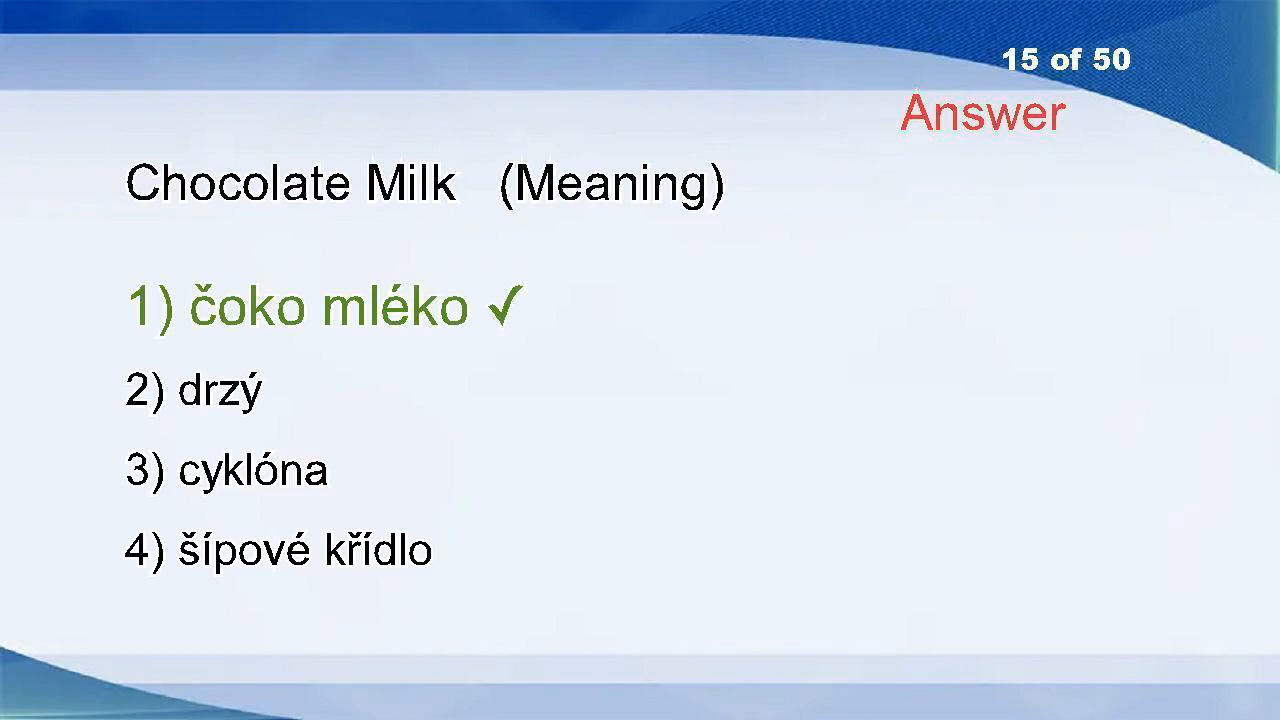 15 of 50
Answer
Chocolate Milk (Meaning)
1) čoko mléko ✓
2) drzý
3) cyklóna
4) šípové křídlo